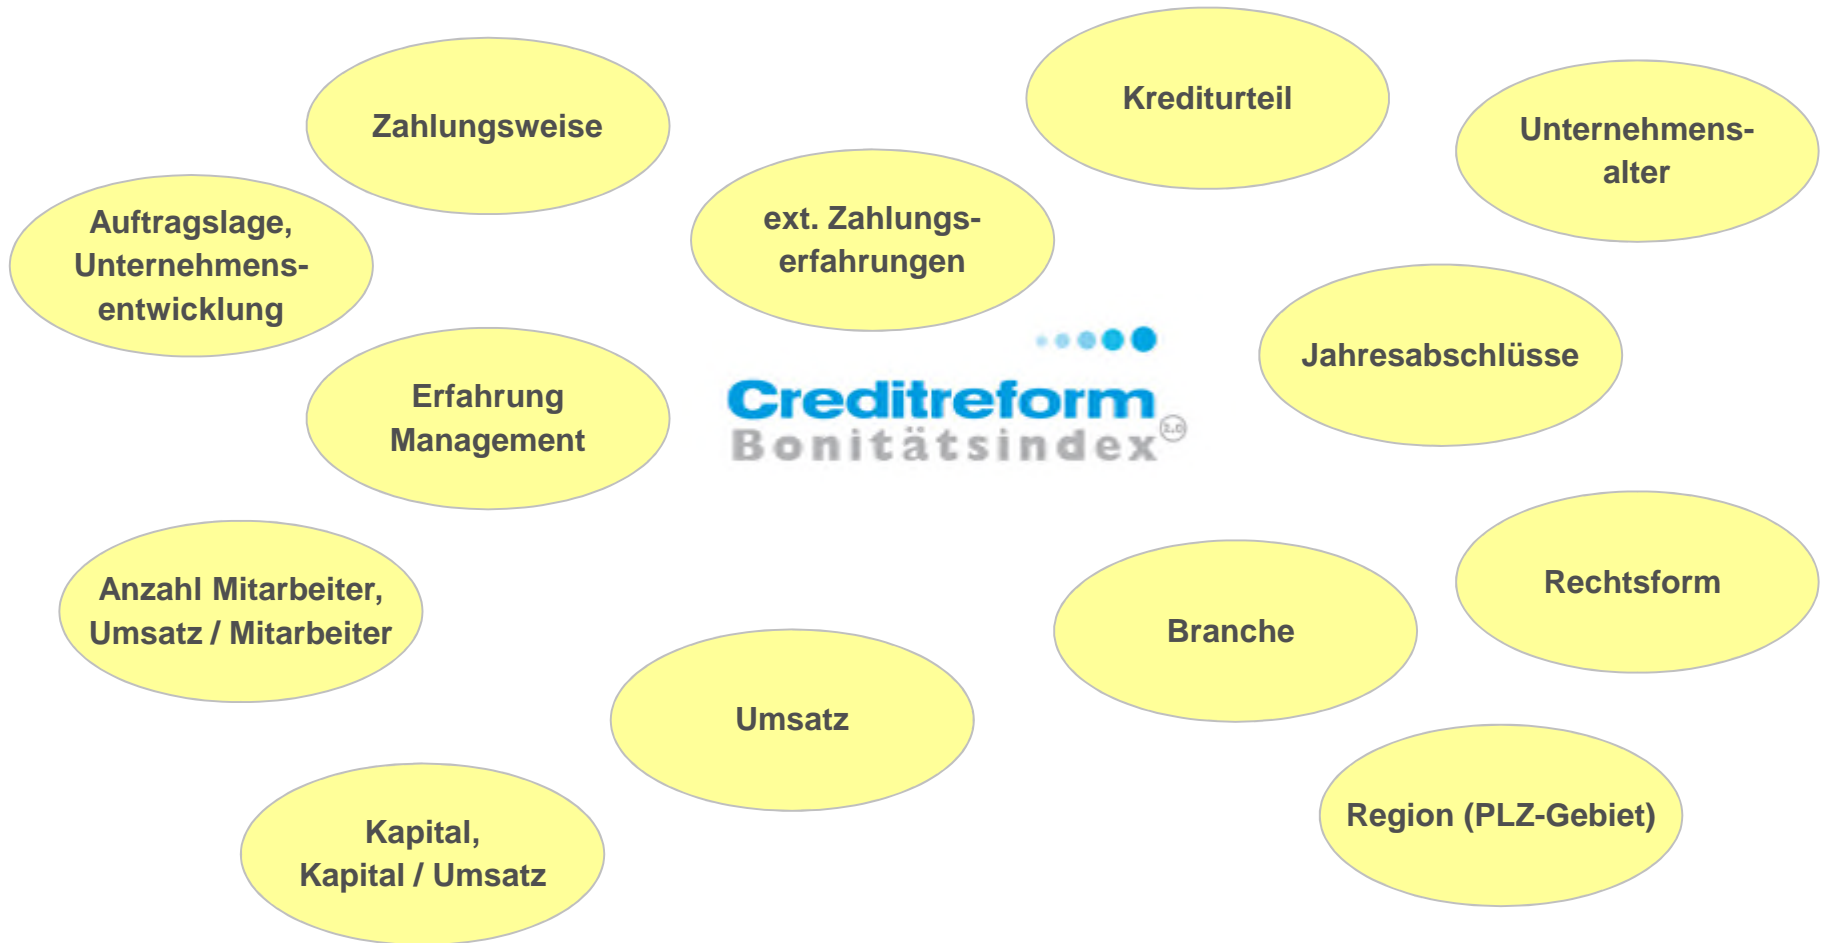 Krediturteil
Zahlungsweise
Unternehmens-
alter
Auftragslage,
Unternehmens-
entwicklung
ext. Zahlungs-
erfahrungen
Jahresabschlüsse
Erfahrung
Management
Creditreform
Bonitätsindex 2.0
Anzahl Mitarbeiter,
Umsatz / Mitarbeiter
Rechtsform
Branche
Umsatz
Region (PLZ-Gebiet)
Kapital,
Kapital / Umsatz